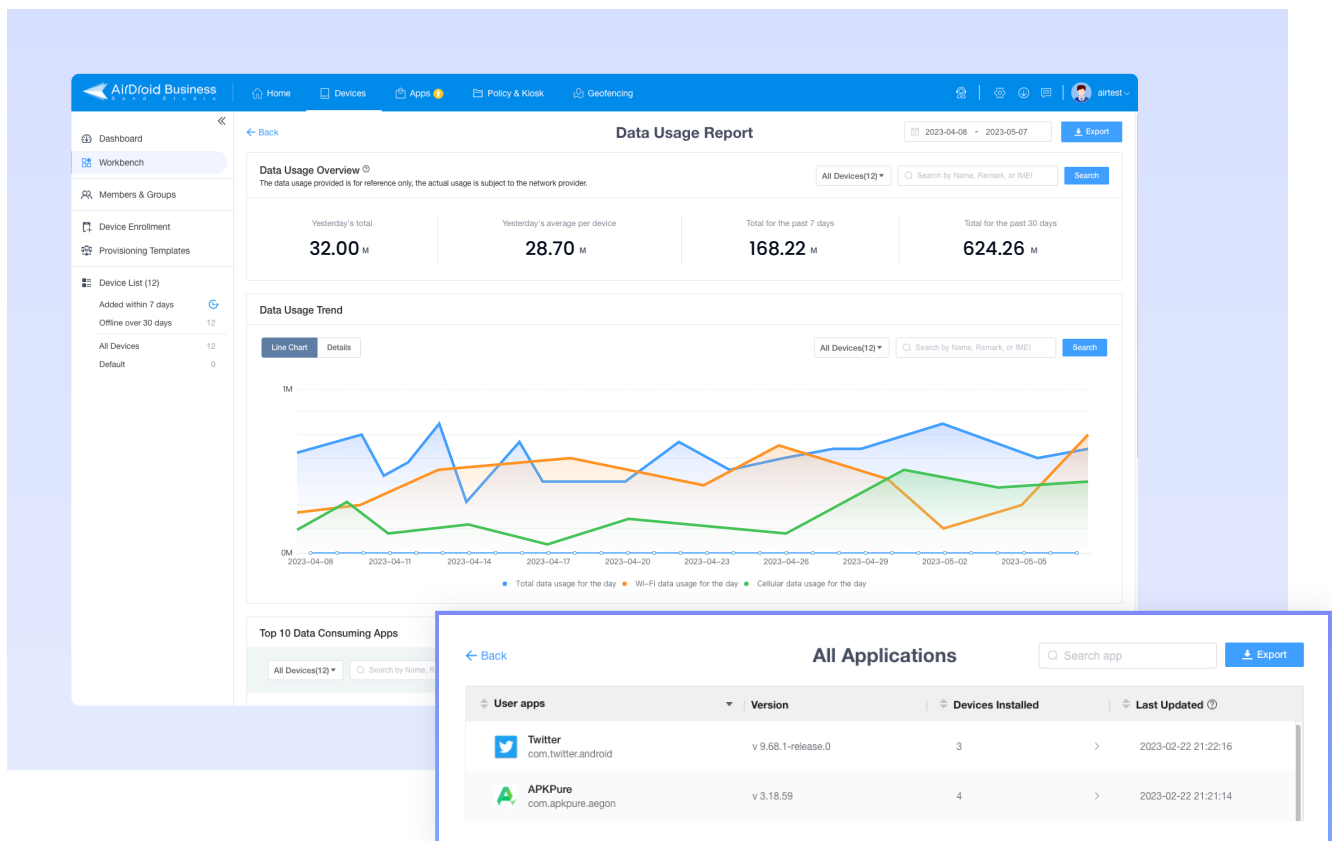 AirDroid Business
Sand Studio
Home
Devices
Apps
Policy & Kiosk
Geofencing
airtest
Dashboard
Workbench
Members & Groups
Device Enrollment
Provisioning Templates
Device List (12)
Added within 7 days
Offline over 30 days 12
All Devices 12
Default 0
Back
Data Usage Report
2023-04-08 - 2023-05-07
Export
Data Usage Overview
The data usage provided is for reference only, the actual usage is subject to the network provider.
All Devices(12)
Search by Name, Remark, or IMEI
Search
Yesterday's total
32.00 M
Yesterday's average per device
28.70 M
Total for the past 7 days
168.22 M
Total for the past 30 days
624.26 M
Data Usage Trend
Line Chart
Details
All Devices(12)
Search by Name, Remark, or IMEI
Search
1M
0M
2023-04-08 2023-04-11 2023-04-14 2023-04-17 2023-04-20 2023-04-23 2023-04-26 2023-04-29 2023-05-02 2023-05-05
Total data usage for the day Wi-Fi data usage for the day Cellular data usage for the day
Top 10 Data Consuming Apps
All Devices(12)
Search by Name, R
Back
All Applications
Search app
Export
User apps Version Devices Installed Last Updated
Twitter
com.twitter.android
v 9.68.1-release.0
3
2023-02-22 21:22:16
APKPure
com.apkpure.aegon
v 3.18.59
4
2023-02-22 21:21:14